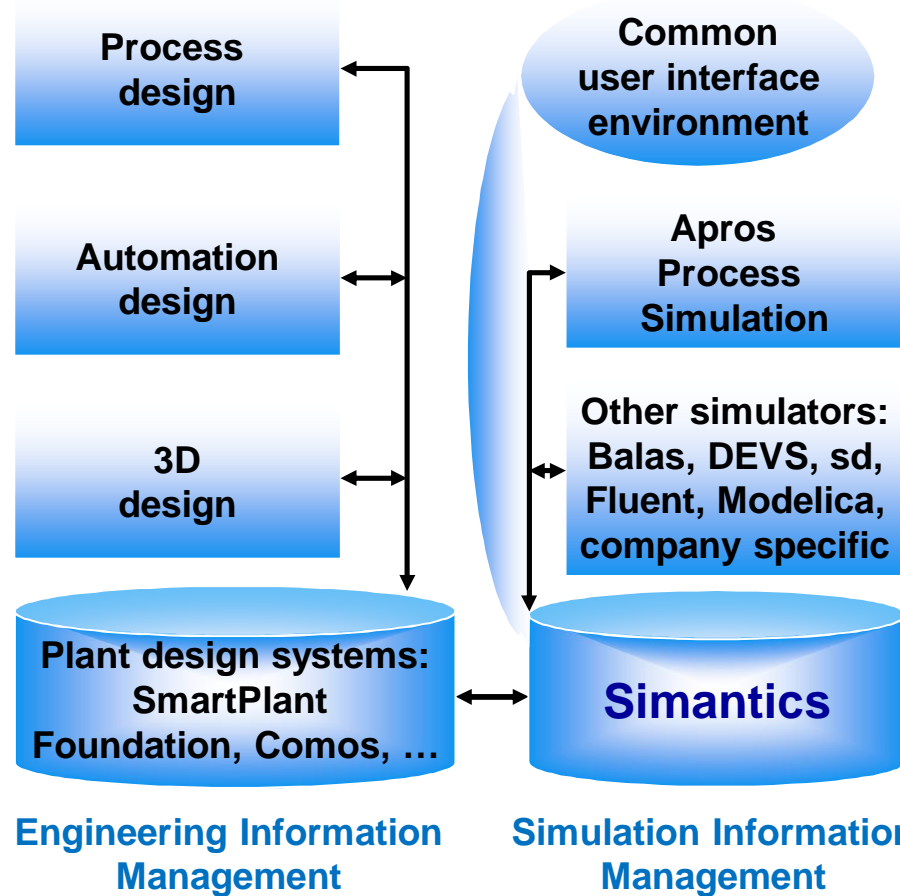 Process
design
Automation
design
3D
design
Plant design systems:
SmartPlant
Foundation, Comos, …
Engineering Information
Management
Common
user interface
environment
Apros
Process
Simulation
Other simulators:
Balas, DEVS, sd,
Fluent, Modelica,
company specific
Simantics
Simulation Information
Management